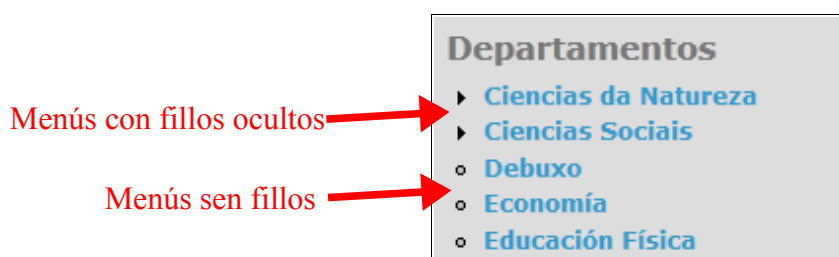 Departamentos
Ciencias da Natureza
Menús con fillos ocultos
Ciencias Sociais
Debuxo
Menús sen fillos
Economía
Educación Física